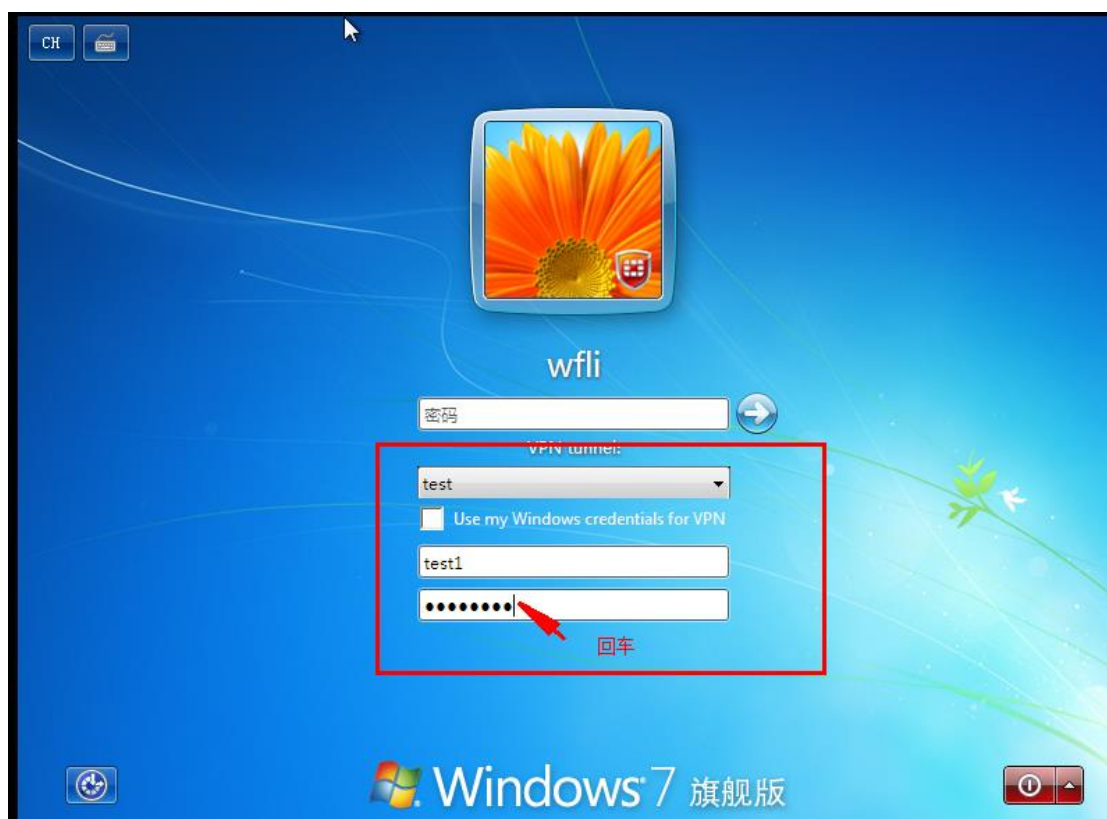 CH
wfli
密码
VPN tunnel:
test
Use my Windows credentials for VPN
test1
••••••••
回车
Windows 7 旗舰版